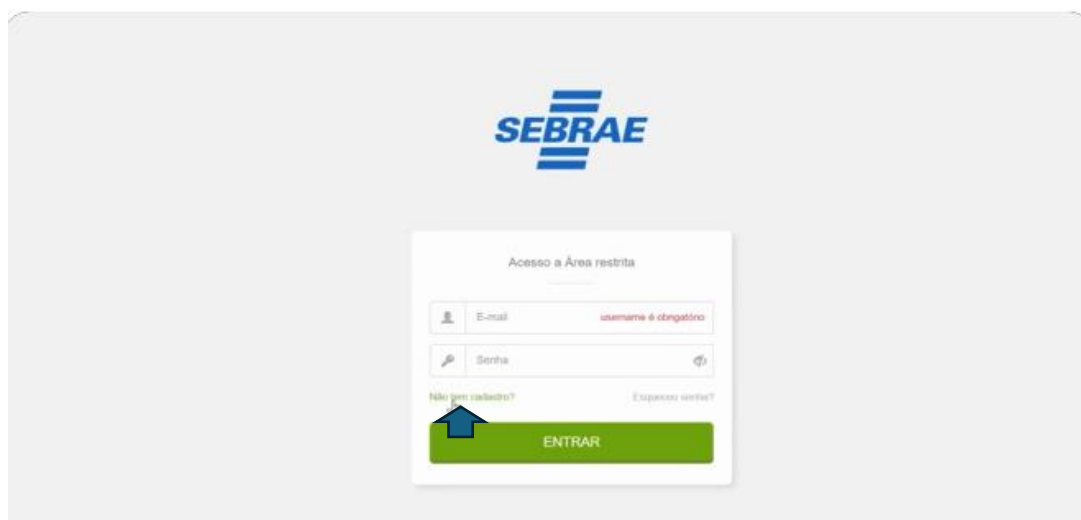 SEBRAE
Acesso a Área restrita
E-mail username é obrigatório
Senha
Não tem cadastro? Esqueceu senha?
ENTRAR